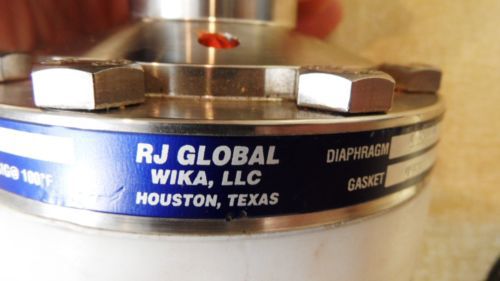 RJ GLOBAL
WIKA, LLC
HOUSTON, TEXAS
@ 100°F
DIAPHRAGM
GASKET